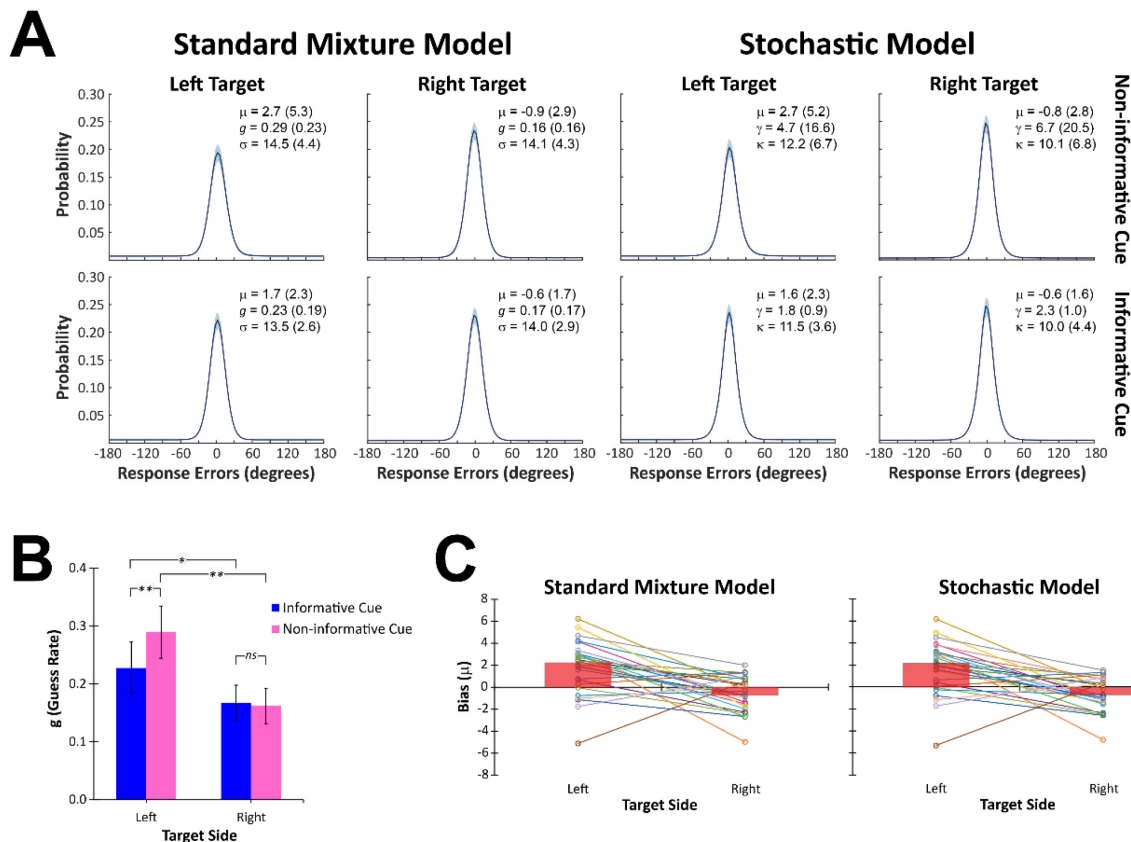 A
Standard Mixture Model
Stochastic Model
Left Target
Right Target
Left Target
Right Target
Non-informative Cue
Probability
0.30
0.25
0.20
0.15
0.10
0.05
μ = 2.7 (5.3)
g = 0.29 (0.23)
σ = 14.5 (4.4)
μ = -0.9 (2.9)
g = 0.16 (0.16)
σ = 14.1 (4.3)
μ = 2.7 (5.2)
γ = 4.7 (16.6)
κ = 12.2 (6.7)
μ = -0.8 (2.8)
γ = 6.7 (20.5)
κ = 10.1 (6.8)
Informative Cue
Probability
0.30
0.25
0.20
0.15
0.10
0.05
μ = 1.7 (2.3)
g = 0.23 (0.19)
σ = 13.5 (2.6)
μ = -0.6 (1.7)
g = 0.17 (0.17)
σ = 14.0 (2.9)
μ = 1.6 (2.3)
γ = 1.8 (0.9)
κ = 11.5 (3.6)
μ = -0.6 (1.6)
γ = 2.3 (1.0)
κ = 10.0 (4.4)
-180 -120 -60 0 60 120 180
-180 -120 -60 0 60 120 180
-180 -120 -60 0 60 120 180
-180 -120 -60 0 60 120 180
Response Errors (degrees)
Response Errors (degrees)
Response Errors (degrees)
Response Errors (degrees)
B
g (Guess Rate)
0.4
0.3
0.2
0.1
0.0
*
**
**
ns
Informative Cue
Non-informative Cue
Left
Right
Target Side
C
Standard Mixture Model
Stochastic Model
Bias (μ)
8
6
4
2
0
-2
-4
-6
-8
Left
Right
Left
Right
Target Side
Target Side